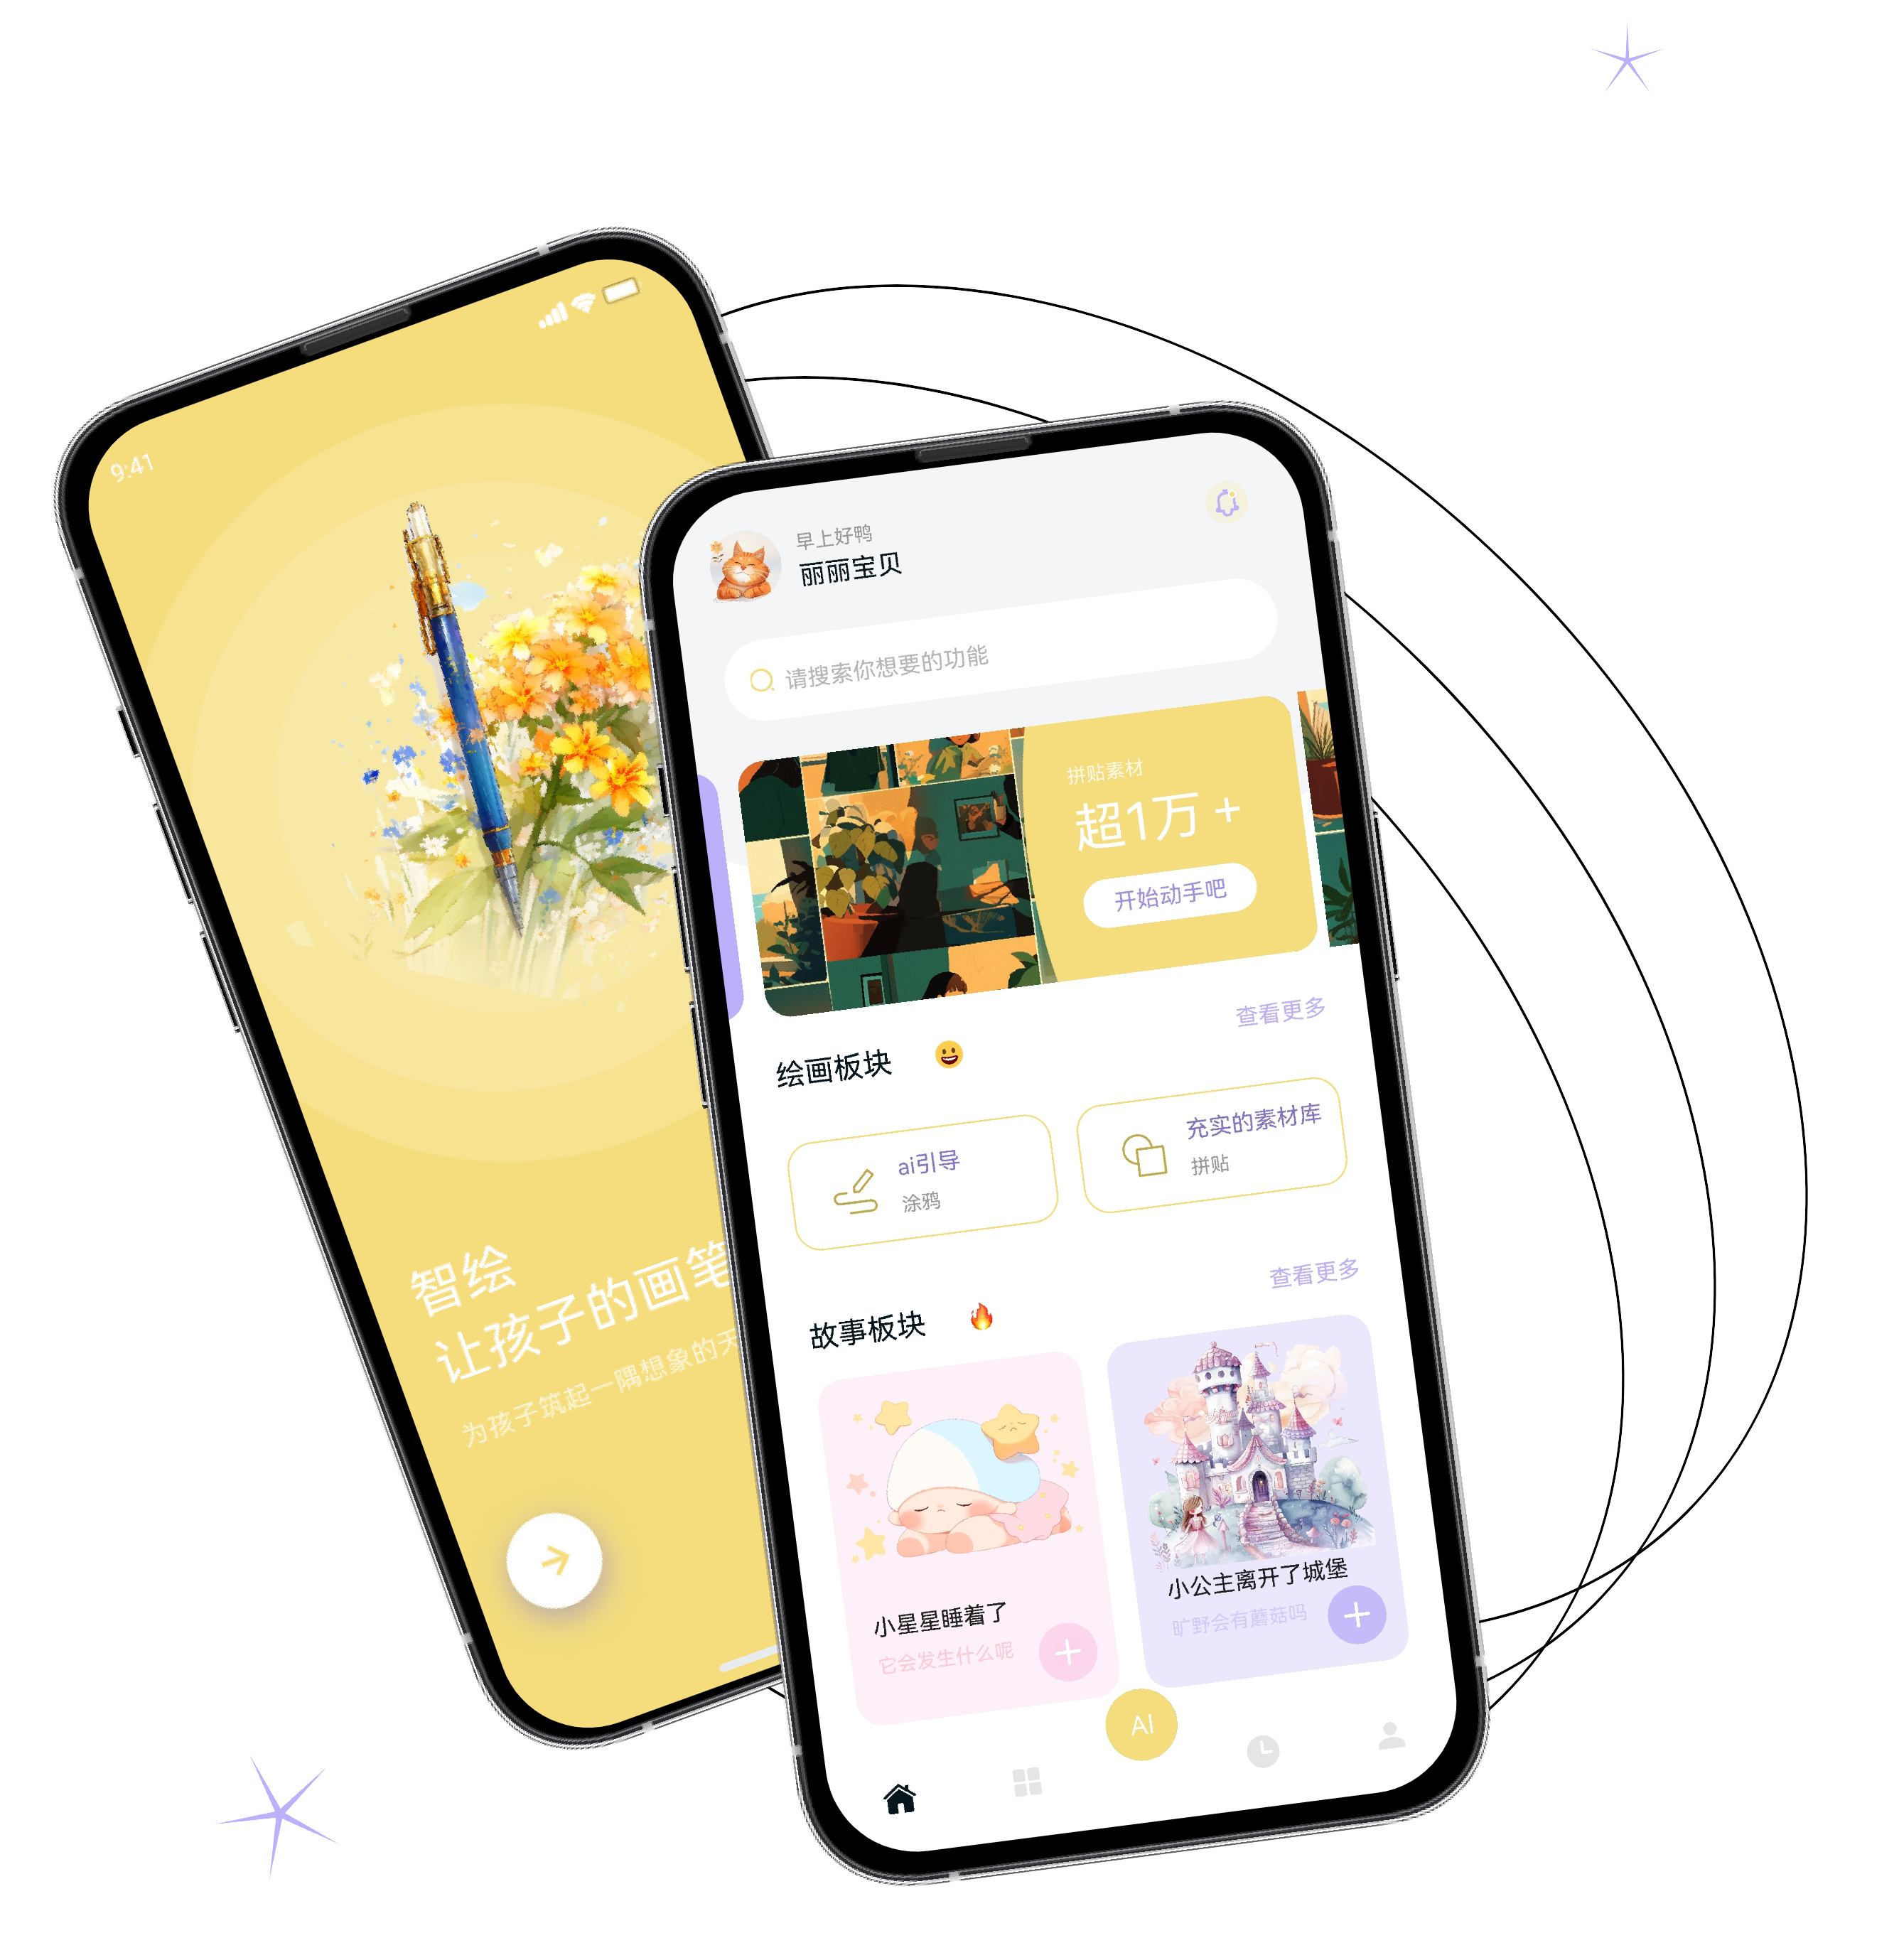 9:41
智绘
让孩子的画笔
为孩子筑起一隅想象的天
早上好鸭
丽丽宝贝
请搜索你想要的功能
拼贴素材
超1万 +
开始动手吧
查看更多
绘画板块
ai引导
涂鸦
充实的素材库
拼贴
查看更多
故事板块
小星星睡着了
它会发生什么呢
小公主离开了城堡
旷野会有蘑菇吗
AI